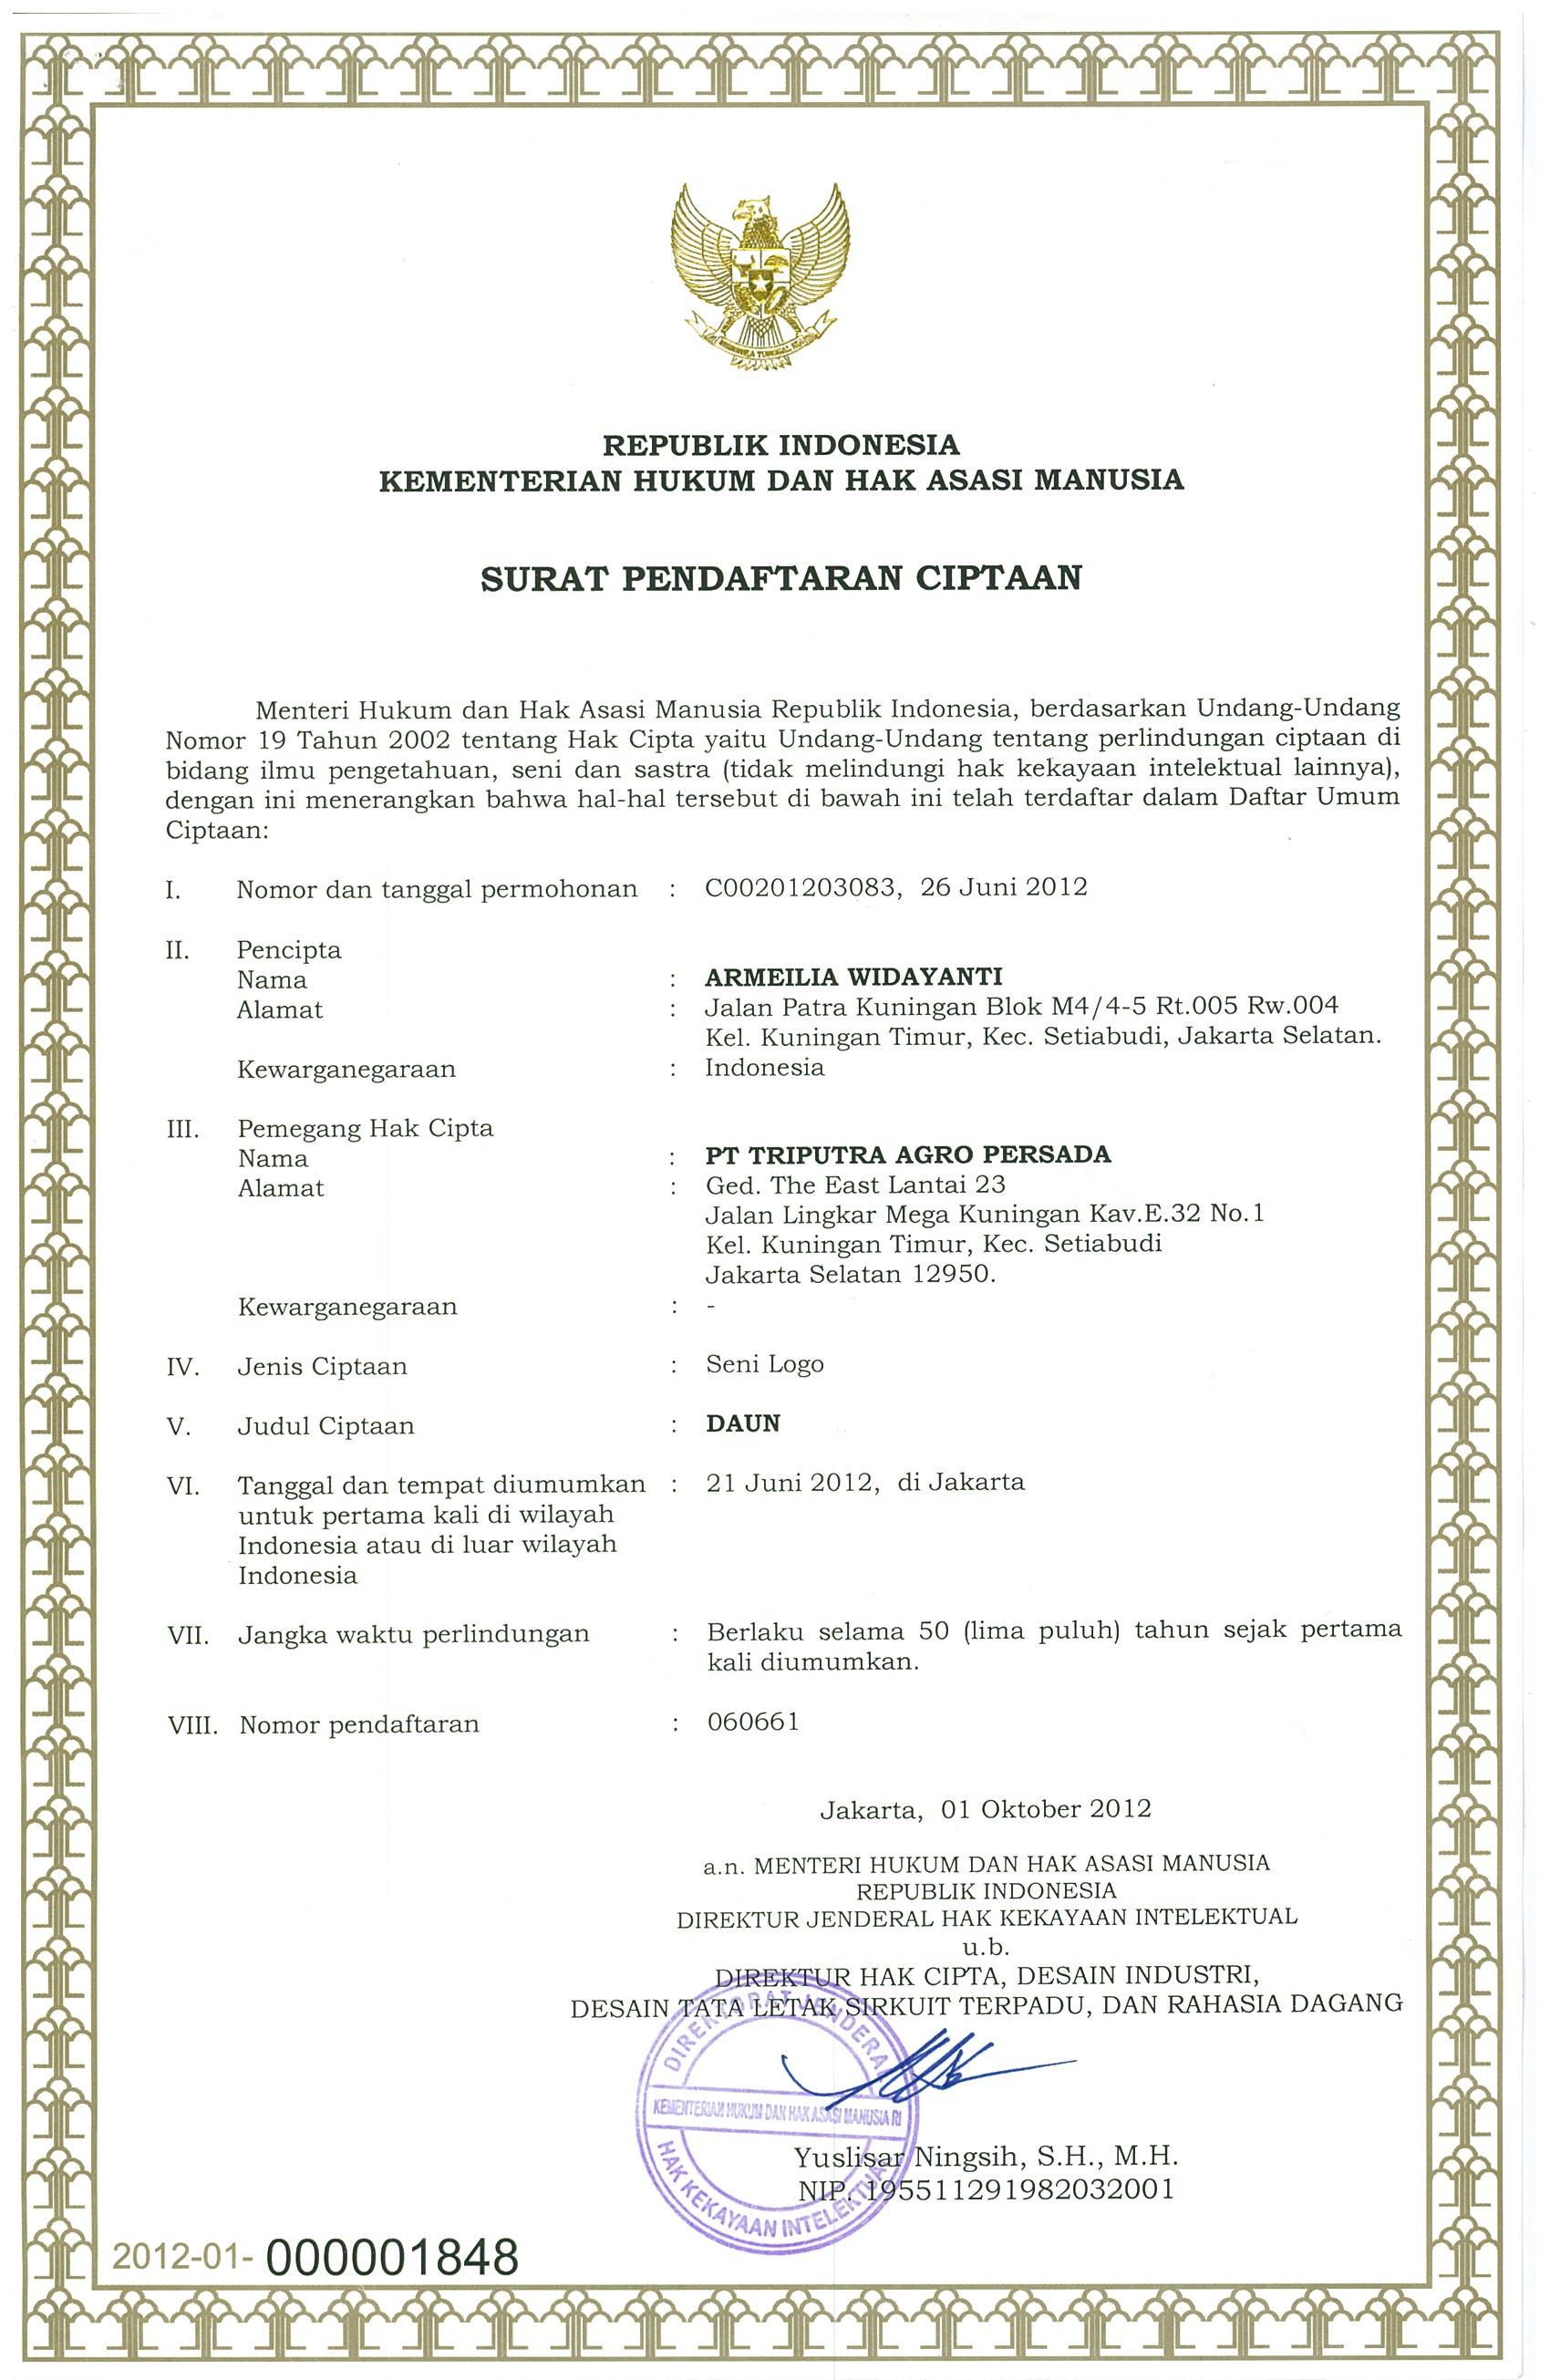 REPUBLIK INDONESIA
KEMENTERIAN HUKUM DAN HAK ASASI MANUSIA
SURAT PENDAFTARAN CIPTAAN
Menteri Hukum dan Hak Asasi Manusia Republik Indonesia, berdasarkan Undang-Undang
Nomor 19 Tahun 2002 tentang Hak Cipta yaitu Undang-Undang tentang perlindungan ciptaan di
bidang ilmu pengetahuan, seni dan sastra (tidak melindungi hak kekayaan intelektual lainnya),
dengan ini menerangkan bahwa hal-hal tersebut di bawah ini telah terdaftar dalam Daftar Umum
Ciptaan:
I. Nomor dan tanggal permohonan : C00201203083, 26 Juni 2012
II. Pencipta
Nama : ARMEILIA WIDAYANTI
Alamat : Jalan Patra Kuningan Blok M4/4-5 Rt.005 Rw.004
Kel. Kuningan Timur, Kec. Setiabudi, Jakarta Selatan.
Kewarganegaraan : Indonesia
III. Pemegang Hak Cipta
Nama : PT TRIPUTRA AGRO PERSADA
Alamat : Ged. The East Lantai 23
Jalan Lingkar Mega Kuningan Kav.E.32 No.1
Kel. Kuningan Timur, Kec. Setiabudi
Jakarta Selatan 12950.
Kewarganegaraan : -
IV. Jenis Ciptaan : Seni Logo
V. Judul Ciptaan : DAUN
VI. Tanggal dan tempat diumumkan : 21 Juni 2012, di Jakarta
untuk pertama kali di wilayah
Indonesia atau di luar wilayah
Indonesia
VII. Jangka waktu perlindungan : Berlaku selama 50 (lima puluh) tahun sejak pertama
kali diumumkan.
VIII. Nomor pendaftaran : 060661
Jakarta, 01 Oktober 2012
a.n. MENTERI HUKUM DAN HAK ASASI MANUSIA
REPUBLIK INDONESIA
DIREKTUR JENDERAL HAK KEKAYAAN INTELEKTUAL
u.b.
DIREKTUR HAK CIPTA, DESAIN INDUSTRI,
DESAIN TATA LETAK SIRKUIT TERPADU, DAN RAHASIA DAGANG
DIREKTORAT JENDERAL
KEMENTERIAN HUKUM DAN HAK ASASI MANUSIA RI
HAK KEKAYAAN INTELEKTUAL
Yuslisar Ningsih, S.H., M.H.
NIP. 195511291982032001
2012-01- 000001848